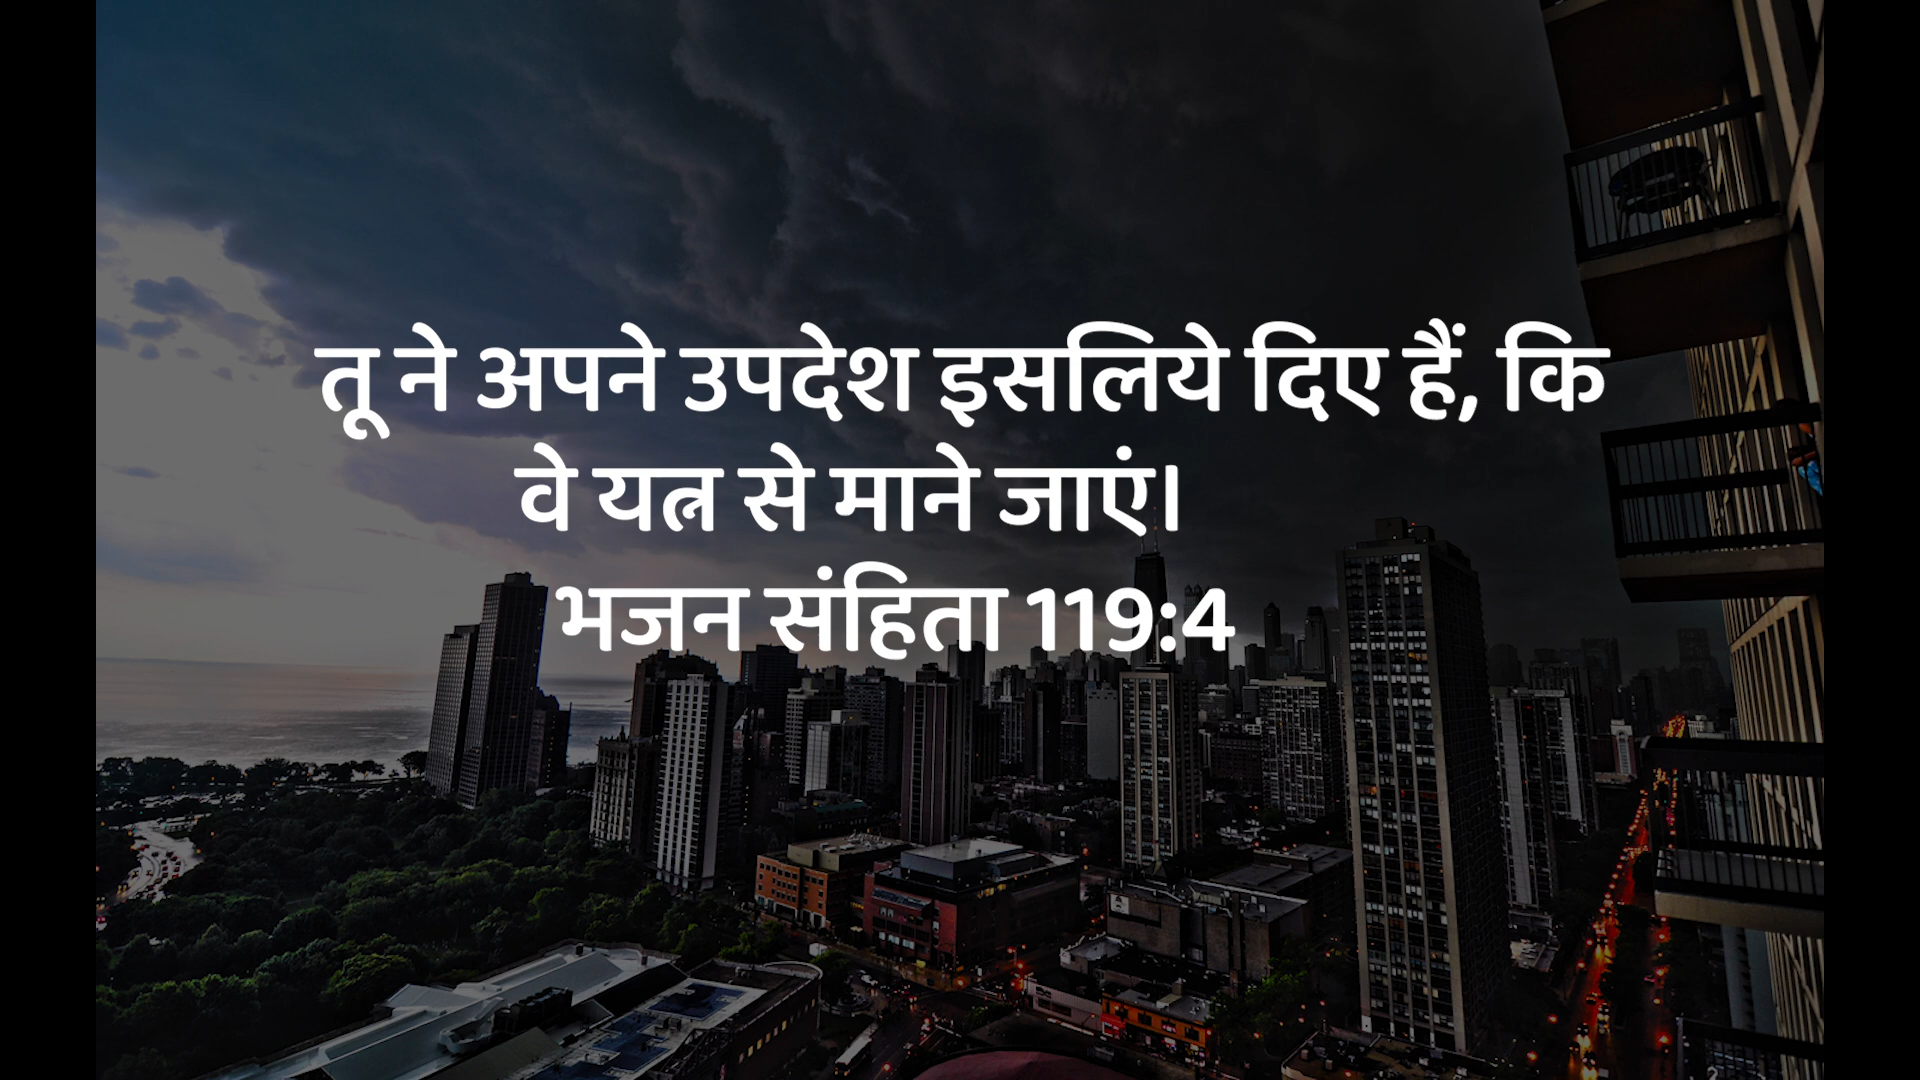 तू ने अपने उपदेश इसलिये दिए हैं, कि
वे यत्न से माने जाएं।
भजन संहिता 119:4